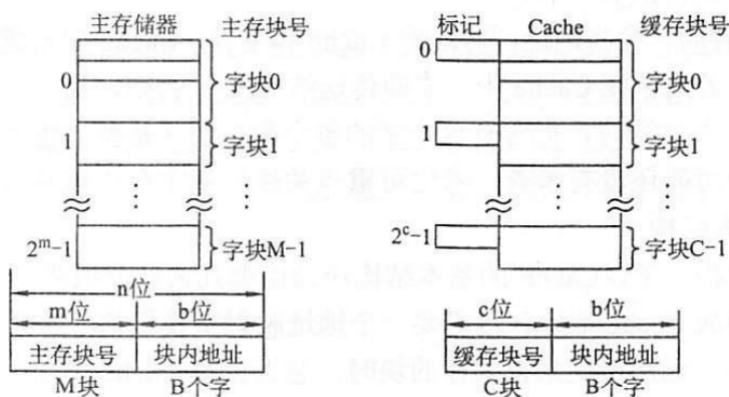 主存储器 主存块号 标记 Cache 缓存块号
0 字块0 0 字块0
1 字块1 1 字块1
2^m-1 字块M-1 2^c-1 字块C-1
n位
m位 b位 c位 b位
主存块号 块内地址 缓存块号 块内地址
M块 B个字 C块 B个字